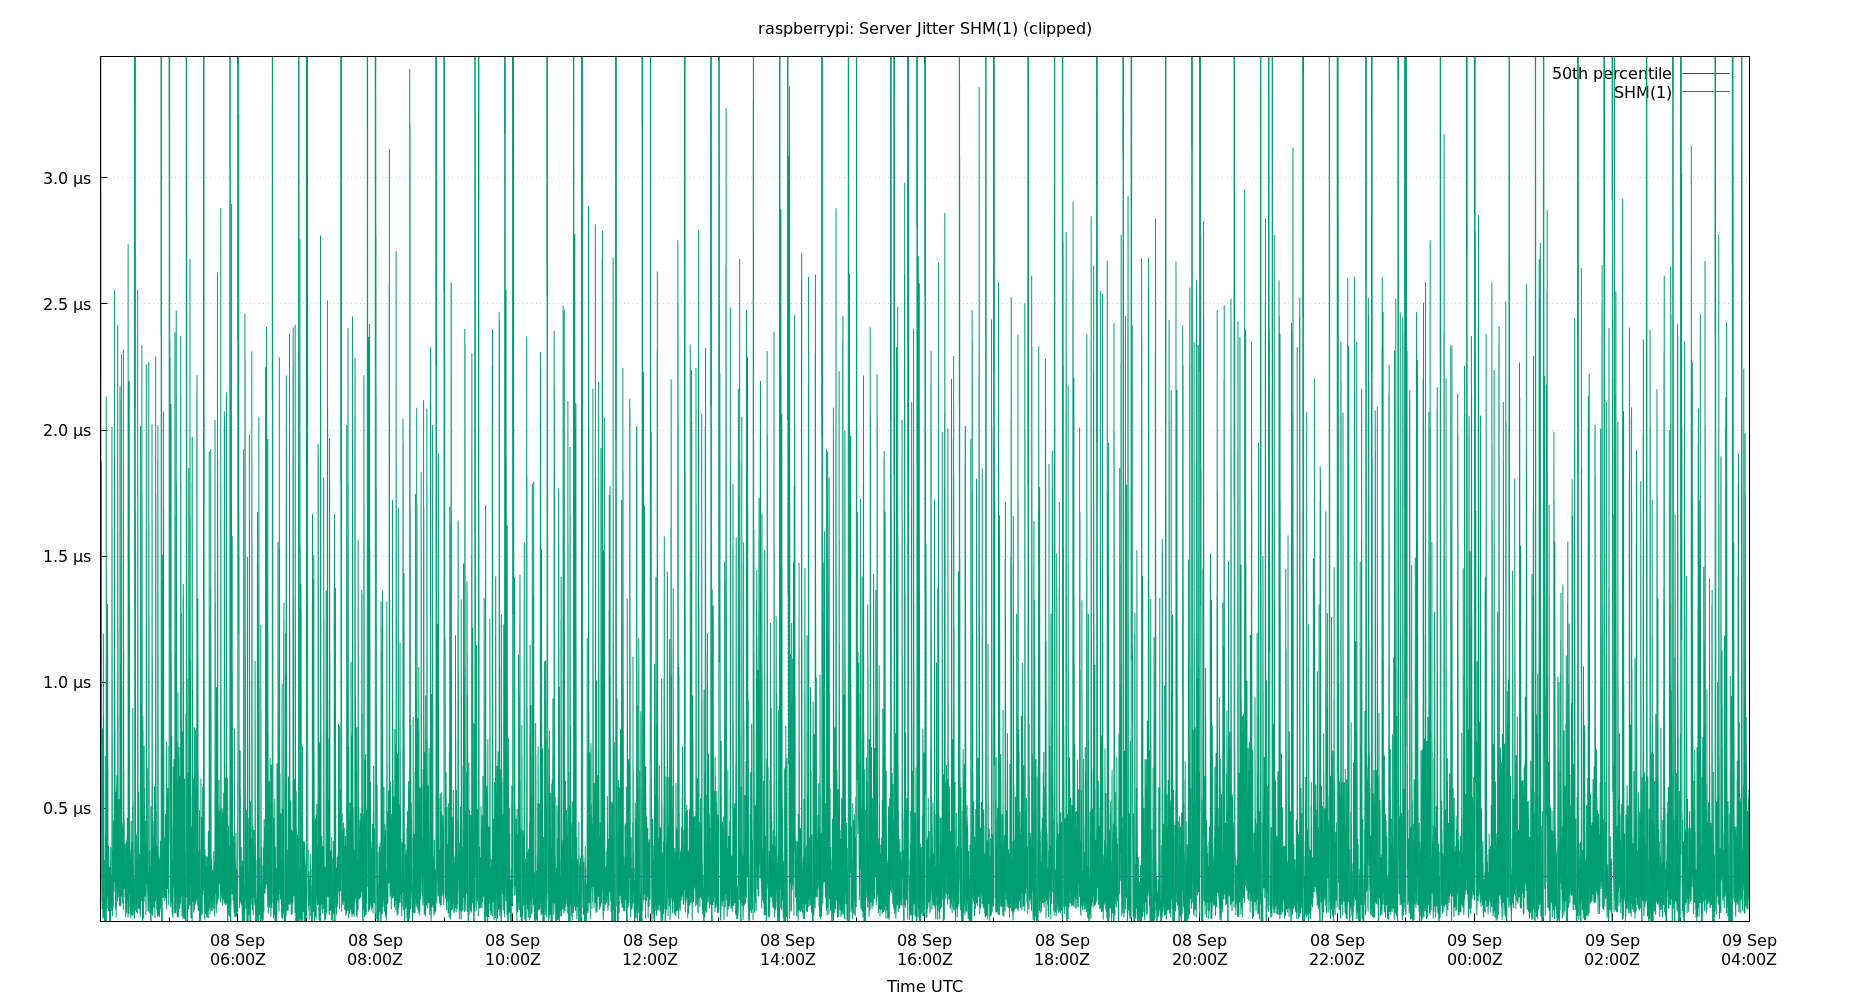 raspberrypi: Server Jitter SHM(1) (clipped)
50th percentile
SHM(1)
3.0 µs
2.5 µs
2.0 µs
1.5 µs
1.0 µs
0.5 µs
08 Sep 08 Sep 08 Sep 08 Sep 08 Sep 08 Sep 08 Sep 08 Sep 08 Sep 09 Sep 09 Sep 09 Sep
06:00Z 08:00Z 10:00Z 12:00Z 14:00Z 16:00Z 18:00Z 20:00Z 22:00Z 00:00Z 02:00Z 04:00Z
Time UTC